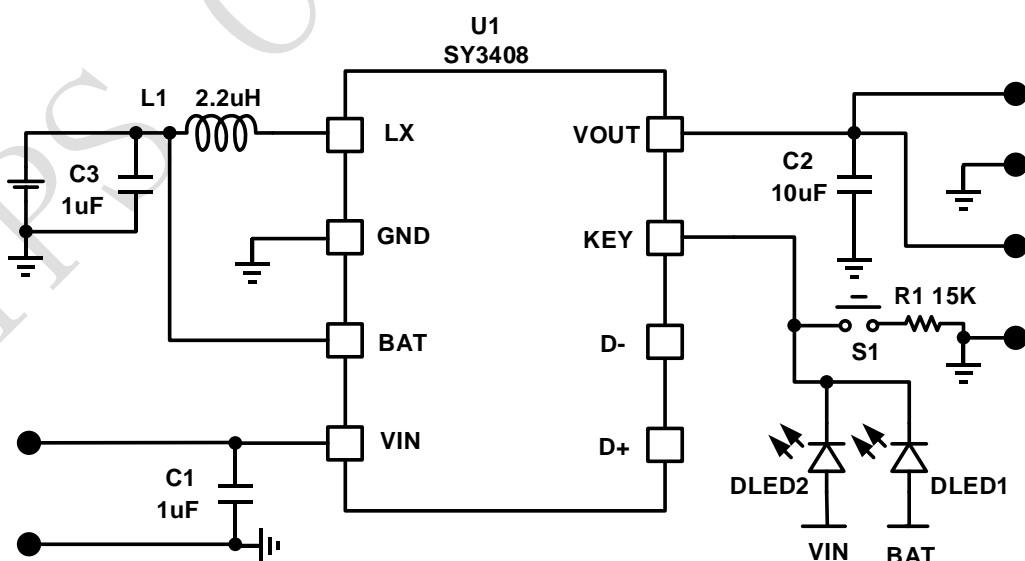 U1
SY3408
L1 2.2uH
LX
VOUT
C3
1uF
C2
10uF
GND
KEY
R1 15K
BAT
D-
S1
VIN
D+
C1
1uF
DLED2
DLED1
VIN
BAT